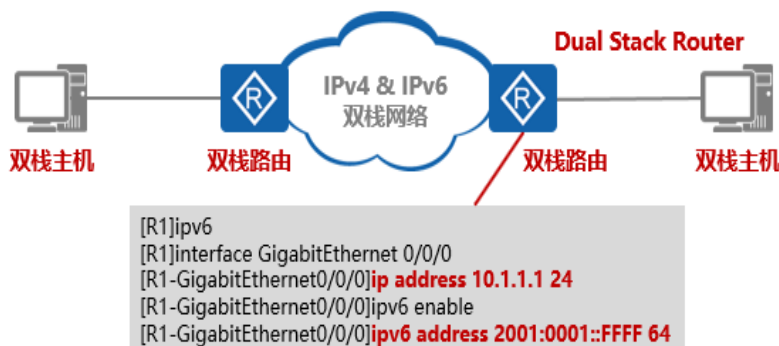 Dual Stack Router
IPv4 & IPv6
双栈网络
R
R
双栈主机
双栈路由
双栈路由
双栈主机
[R1]ipv6
[R1]interface GigabitEthernet 0/0/0
[R1-GigabitEthernet0/0/0]ip address 10.1.1.1 24
[R1-GigabitEthernet0/0/0]ipv6 enable
[R1-GigabitEthernet0/0/0]ipv6 address 2001:0001::FFFF 64